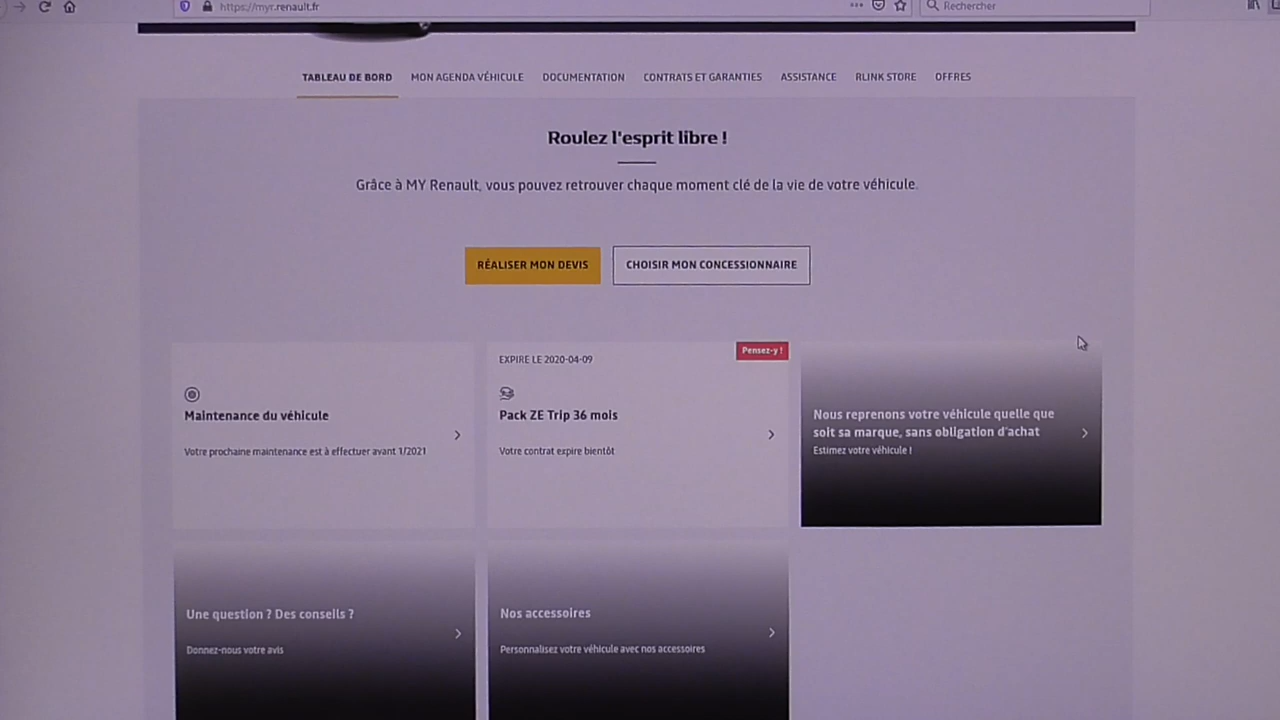 https://myr.renault.fr
Rechercher
TABLEAU DE BORD MON AGENDA VÉHICULE DOCUMENTATION CONTRATS ET GARANTIES ASSISTANCE RLINK STORE OFFRES
Roulez l'esprit libre !
Grâce à MY Renault, vous pouvez retrouver chaque moment clé de la vie de votre véhicule.
RÉALISER MON DEVIS
CHOISIR MON CONCESSIONNAIRE
Maintenance du véhicule
Votre prochaine maintenance est à effectuer avant 1/2021
EXPIRE LE 2020-04-09
Pensez-y !
Pack ZE Trip 36 mois
Votre contrat expire bientôt
Nous reprenons votre véhicule quelle que
soit sa marque, sans obligation d'achat
Estimez votre véhicule !
Une question ? Des conseils ?
Donnez-nous votre avis
Nos accessoires
Personnalisez votre véhicule avec nos accessoires